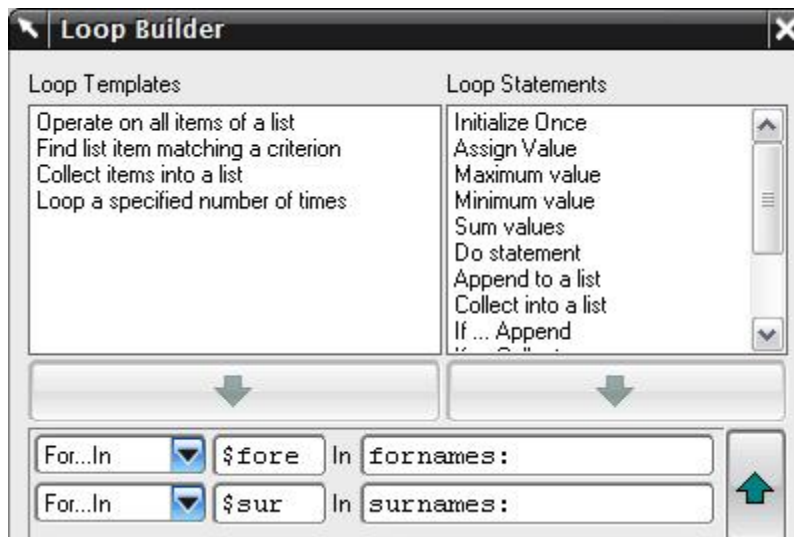 Loop Builder
Loop Templates
Operate on all items of a list
Find list item matching a criterion
Collect items into a list
Loop a specified number of times
Loop Statements
Initialize Once
Assign Value
Maximum value
Minimum value
Sum values
Do statement
Append to a list
Collect into a list
If ... Append
For...In $fore In fornames:
For...In $sur In surnames: